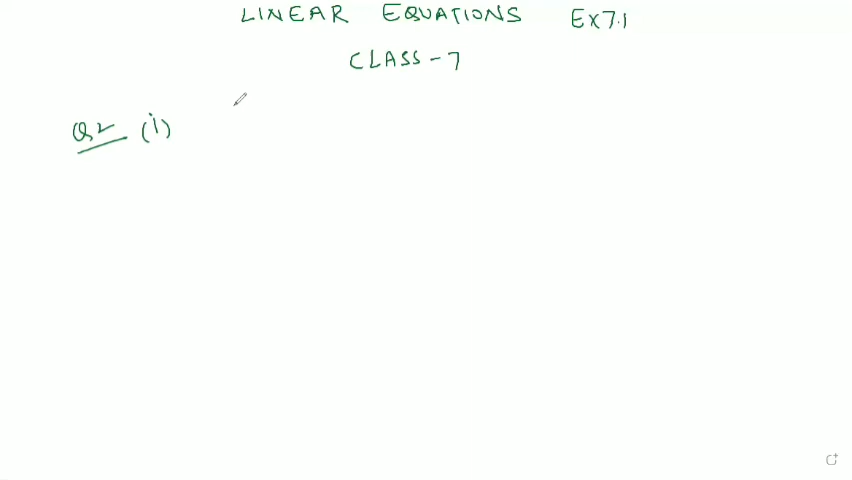 LINEAR EQUATIONS EX7.1
CLASS-7
Q2 (i)